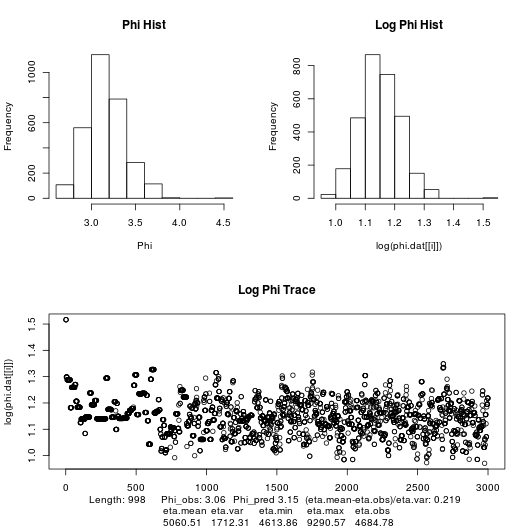 Phi Hist
Log Phi Hist
Frequency
0 200 600 1000
3.0 3.5 4.0 4.5
Phi
Frequency
0 200 400 600 800
1.0 1.1 1.2 1.3 1.4 1.5
log(phi.dat[[i]])
Log Phi Trace
log(phi.dat[[i]])
1.0 1.1 1.2 1.3 1.4 1.5
0 500 1000 1500 2000 2500 3000
Length: 998 Phi_obs: 3.06 Phi_pred 3.15 (eta.mean-eta.obs)/eta.var: 0.219
eta.mean eta.var eta.min eta.max eta.obs
5060.51 1712.31 4613.86 9290.57 4684.78